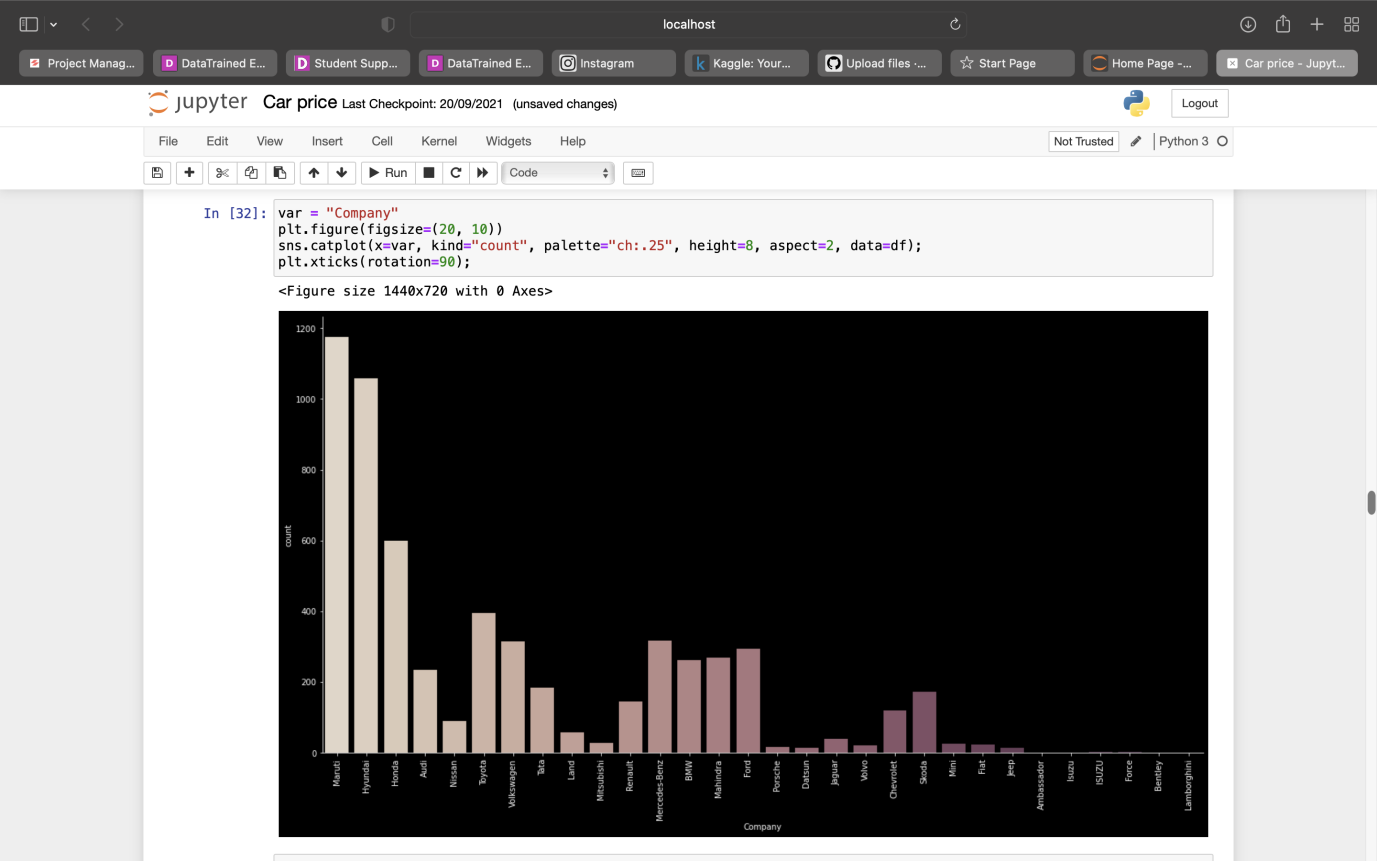 localhost
Project Manag...
D DataTrained E...
D Student Supp...
D DataTrained E...
Instagram
k Kaggle: Your...
Upload files ·...
Start Page
Home Page -...
Car price - Jupyt...
jupyter Car price Last Checkpoint: 20/09/2021 (unsaved changes)
Logout
File Edit View Insert Cell Kernel Widgets Help
Not Trusted
Python 3
Run
Code
In [32]: var = "Company"
plt.figure(figsize=(20, 10))
sns.catplot(x=var, kind="count", palette="ch:.25", height=8, aspect=2, data=df);
plt.xticks(rotation=90);
<Figure size 1440x720 with 0 Axes>
1200
1000
800
600
400
200
0
count
Maruti
Hyundai
Honda
Audi
Nissan
Toyota
Volkswagen
Tata
Land
Mitsubishi
Renault
Mercedes-Benz
BMW
Mahindra
Ford
Porsche
Datsun
Jaguar
Volvo
Chevrolet
Skoda
Mini
Fiat
Jeep
Ambassador
Isuzu
ISUZU
Force
Bentley
Lamborghini
Company